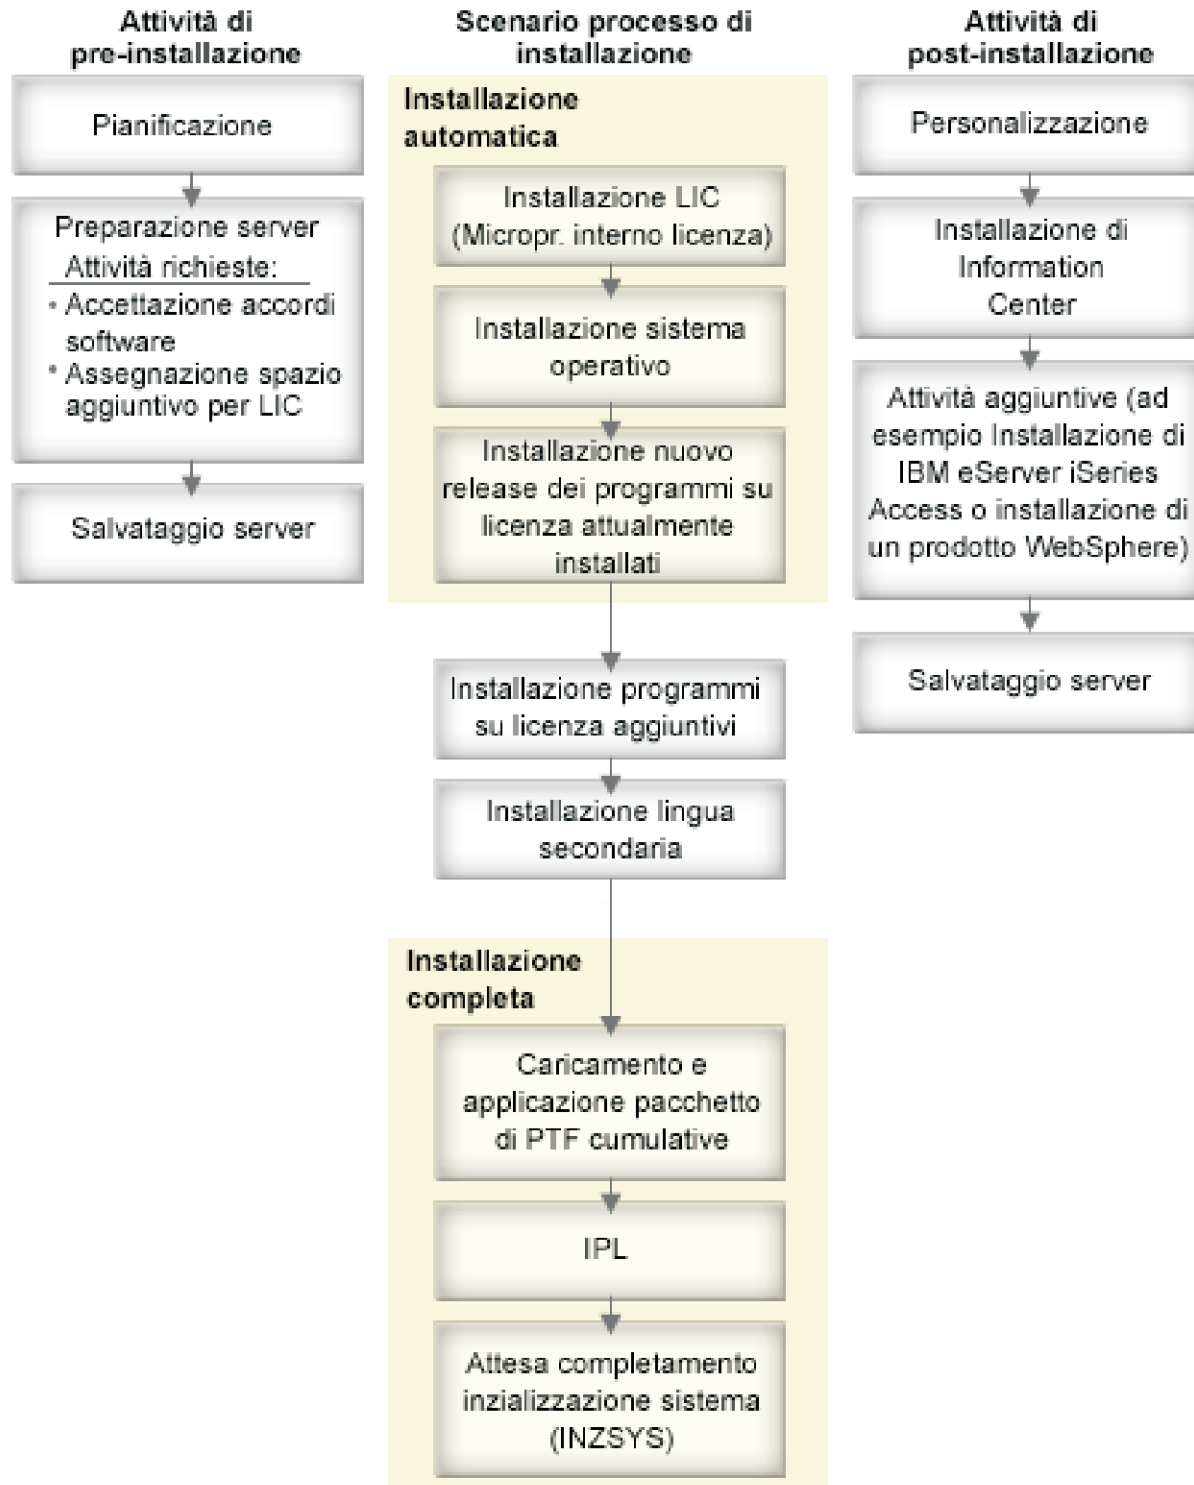 Attività di
pre-installazione
Pianificazione
Preparazione server
Attività richieste:
• Accettazione accordi
software
• Assegnazione spazio
aggiuntivo per LIC
Salvataggio server
Scenario processo di
installazione
Installazione
automatica
Installazione LIC
(Micropr. interno licenza)
Installazione sistema
operativo
Installazione nuovo
release dei programmi su
licenza attualmente
installati
Installazione programmi
su licenza aggiuntivi
Installazione lingua
secondaria
Installazione
completa
Caricamento e
applicazione pacchetto
di PTF cumulative
IPL
Attesa completamento
inzializzazione sistema
(INZSYS)
Attività di
post-installazione
Personalizzazione
Installazione di
Information
Center
Attività aggiuntive (ad
esempio Installazione di
IBM eServer iSeries
Access o installazione di
un prodotto WebSphere)
Salvataggio server